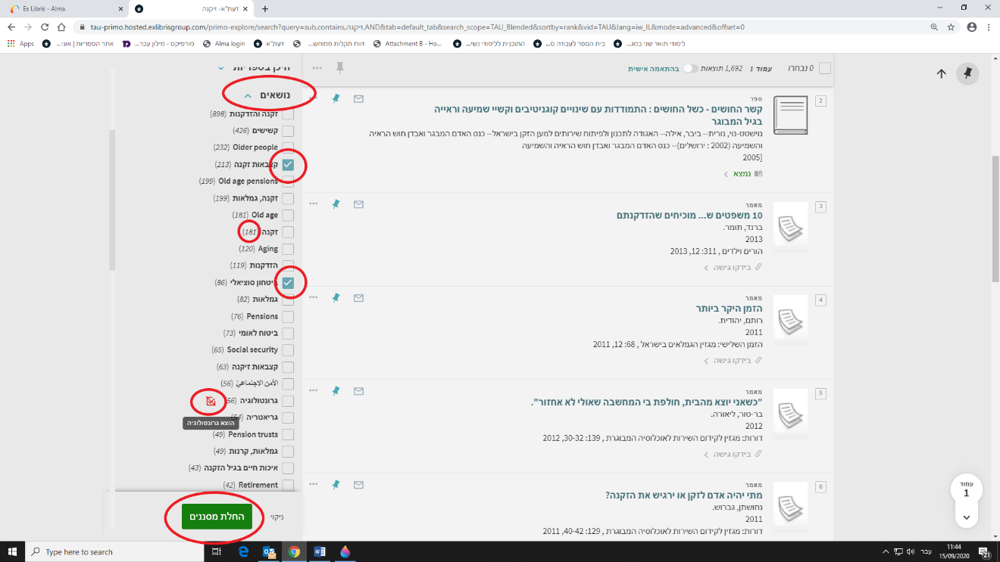 Ex Libris - Alma
דעת"א- זיקנה
tau-primo.hosted.exlibrisgroup.com/primo-explore/search?query=sub,contains,זיקנה,AND&tab=default_tab&search_scope=TAU_Blended&sortby=rank&vid=TAU&lang=iw_IL&mode=advanced&offset=0
Apps
אתר הספריות | אוני...
מורפיקס - מילון עבר...
Alma login
דעת"א
דווח תקלות ממוחש...
Attachment B - Ho...
התוכנית ללימודי נשי...
בית הספר לעבודה ס...
לימודי תואר שני במג...
0 נבחרו
עמוד 1 1,692 תוצאות
בהתאמה אישית
2
ספר
קשר החושים - כשל החושים : התמודדות עם שינויים קוגניטיבים וקשיי שמיעה וראייה
בגיל המבוגר
נוישטט-נוי, נורית-- ביבר, אילה-- האגודה לתכנון ולפיתוח שירותים למען הזקן בישראל-- כנס האדם המבגר ואבדן חוש הראיה
והשמיעה (2002 : ירושלים)-- כנס האדם המבגר ואבדן חוש הראיה והשמיעה
[2005
נמצא
3
מאמר
10 משפטים ש... מוכיחים שהזדקנתם
ברנד, תומר.
2013
הורים וילדים , 311: 12, 2013
בידקו גישה
4
מאמר
הזמן היקר ביותר
רותם, יהודית.
2011
הזמן השלישי: מגזין הגמלאים בישראל , 68: 12, 2011
בידקו גישה
5
מאמר
"כשאני יוצא מהבית, חולפת בי המחשבה שאולי לא אחזור".
בר-טור, ליאורה.
2012
דורות: מגזין לקידום השירות לאוכלוסיה המבוגרת , 139: 30-32, 2012
בידקו גישה
6
מאמר
מתי יהיה אדם לזקן או ירגיש את הזקנה?
נחושתן, גברוש.
2011
דורות: מגזין לקידום השירות לאוכלוסיה המבוגרת , 129: 40-42, 2011
היכן בספריות
נושאים
זקנה והזדקנות (898)
קשישים (426)
Older people (232)
קצבאות זקנה (213)
Old age pensions (199)
זקנה, גמלאות (199)
Old age (181)
זקנה (181)
Aging (120)
הזדקנות (119)
ביטחון סוציאלי (86)
גמלאות (82)
Pensions (76)
ביטוח לאומי (73)
Social security (65)
קצבאות זיקנה (63)
الأمن الاجتماعيّ (56)
גרונטולוגיה (56)
הוצא גרונטולוגיה
גריאטריה (54)
Pension trusts (49)
גמלאות, קרנות (49)
איכות חיים בגיל הזקנה (43)
Retirement (42)
החלת מסננים
ניקוי
עמוד
1
Type here to search
עבר
11:44
15/09/2020
21